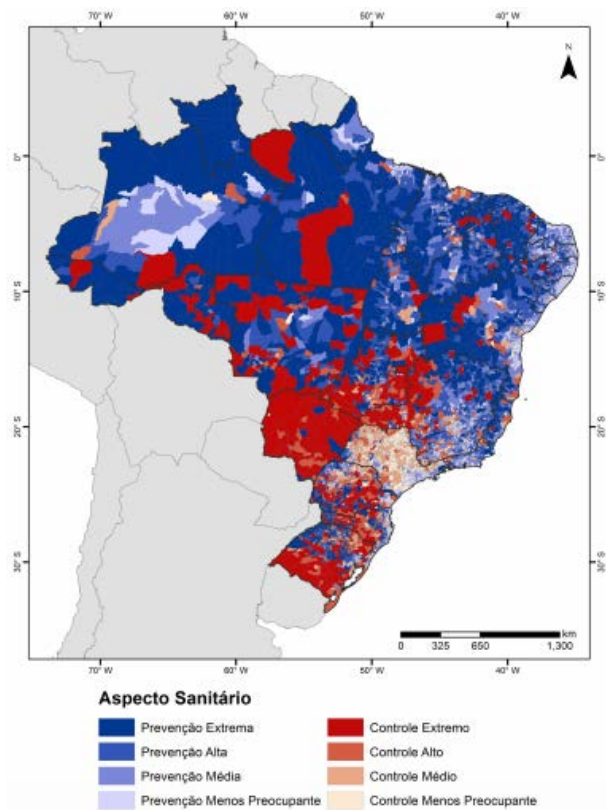 70° W 60° W 50° W 40° W
N
0° 0°
10°S 10°S
20°S 20°S
30°S 30°S
km
0 325 650 1,300
70° W 60° W 50° W 40° W
Aspecto Sanitário
Prevenção Extrema Controle Extremo
Prevenção Alta Controle Alto
Prevenção Média Controle Médio
Prevenção Menos Preocupante Controle Menos Preocupante